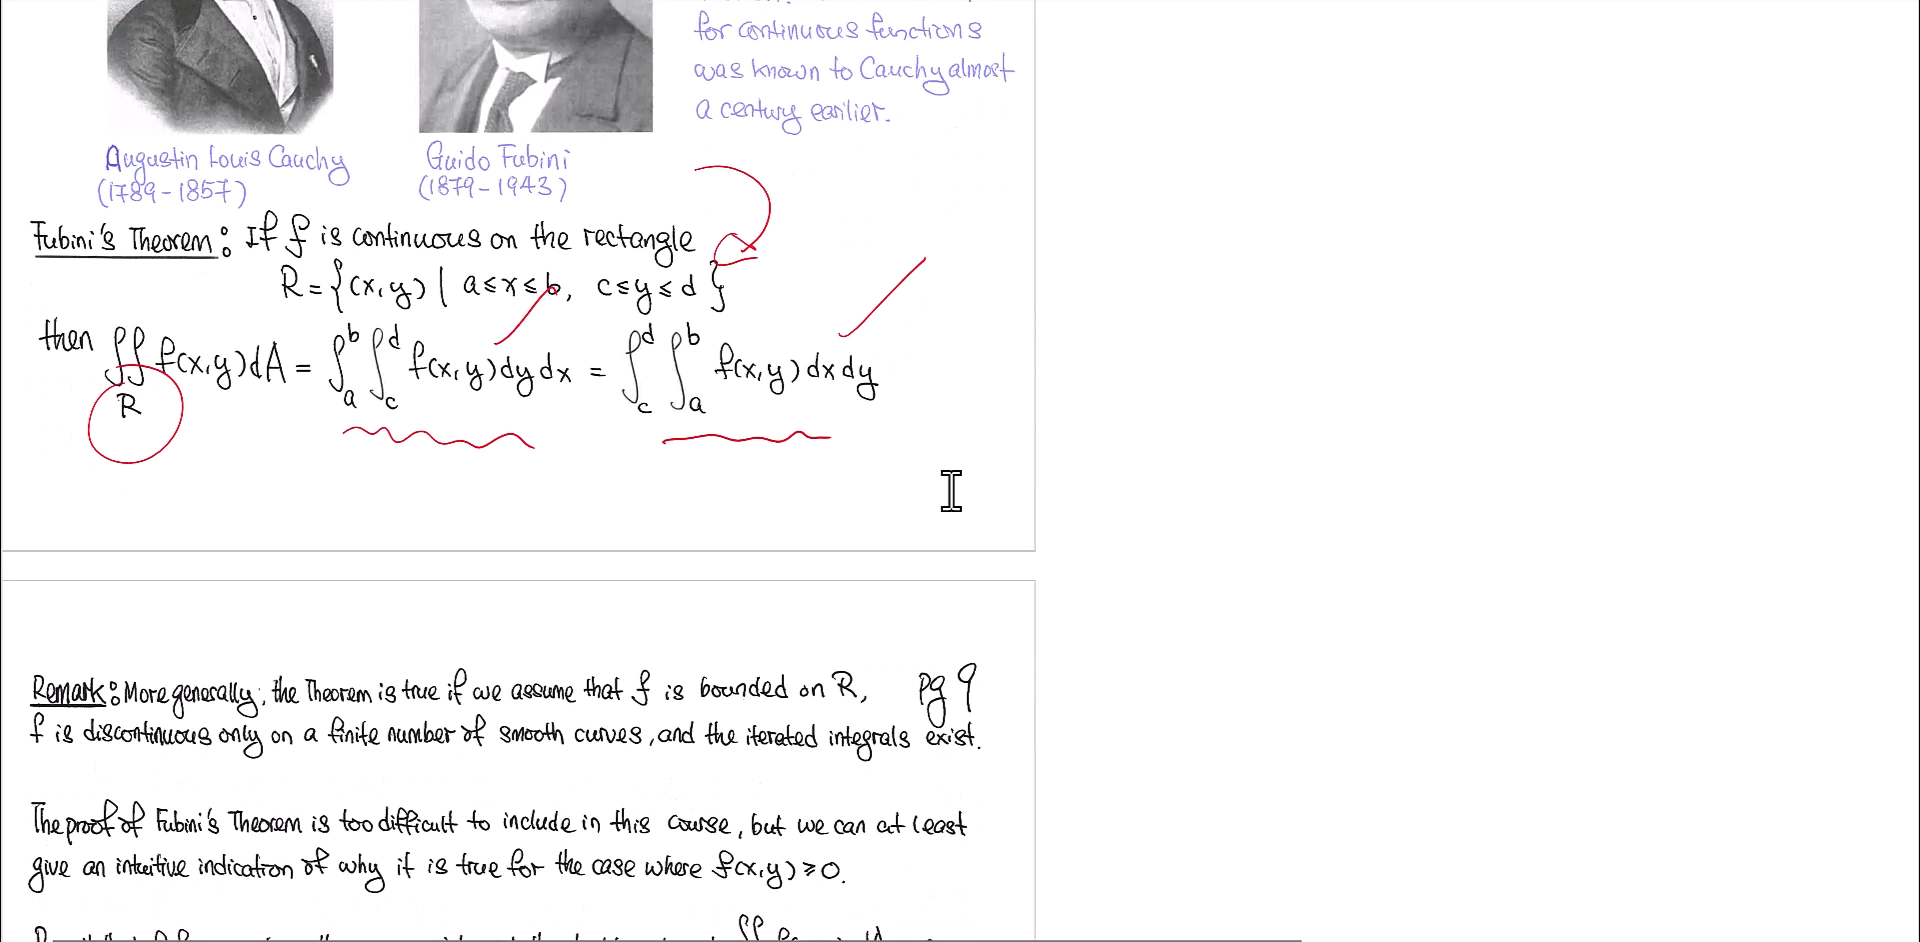 for continuous functions
was known to Cauchy almost
a century earlier.
Augustin Louis Cauchy
(1789-1857)
Guido Fubini
(1879-1943)
Fubini's Theorem: If f is continuous on the rectangle
R = {(x,y) | a≤x≤b, c≤y≤d}
then ∬_R f(x,y)dA = ∫_a^b ∫_c^d f(x,y)dydx = ∫_c^d ∫_a^b f(x,y)dxdy
Remark: More generally, the Theorem is true if we assume that f is bounded on R,
pg 9
f is discontinuous only on a finite number of smooth curves, and the iterated integrals exist.
The proof of Fubini's Theorem is too difficult to include in this course, but we can at least
give an intuitive indication of why it is true for the case where f(x,y)≥0.